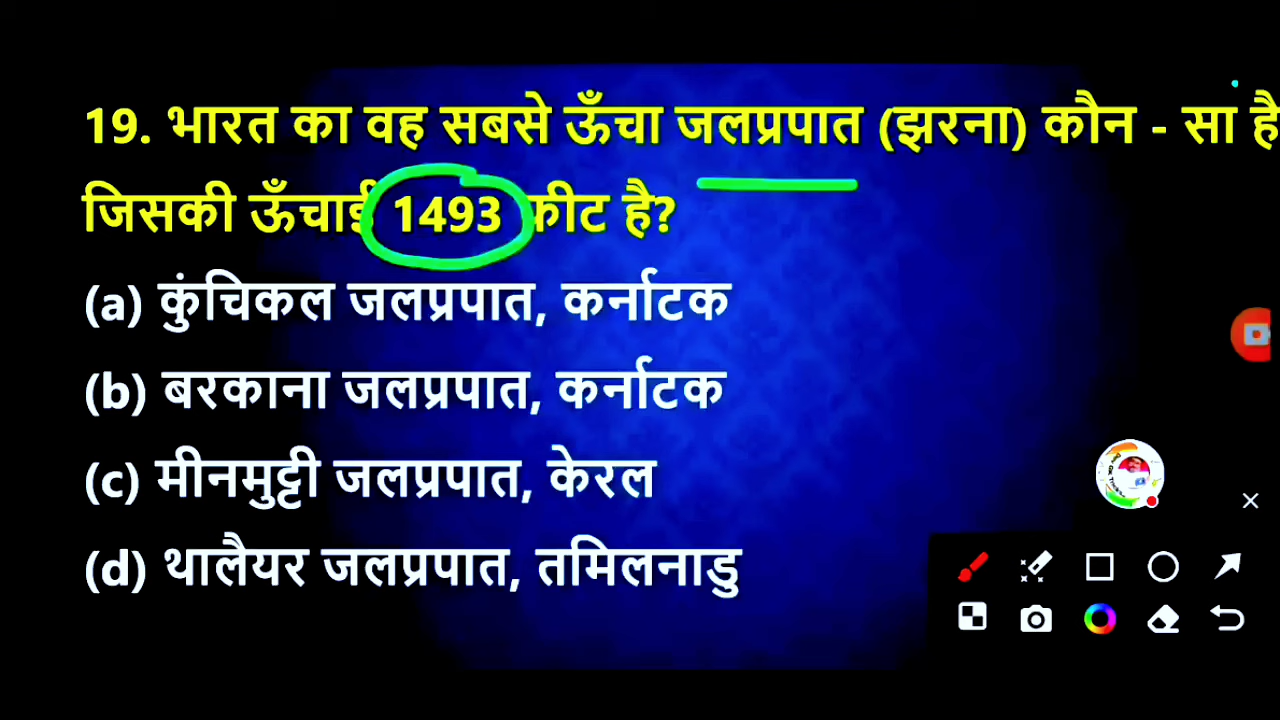 19. भारत का वह सबसे ऊँचा जलप्रपात (झरना) कौन - सा है
जिसकी ऊँचाई 1493 फीट है?
(a) कुंचिकल जलप्रपात, कर्नाटक
(b) बरकाना जलप्रपात, कर्नाटक
(c) मीनमुट्टी जलप्रपात, केरल
(d) थालैयर जलप्रपात, तमिलनाडु